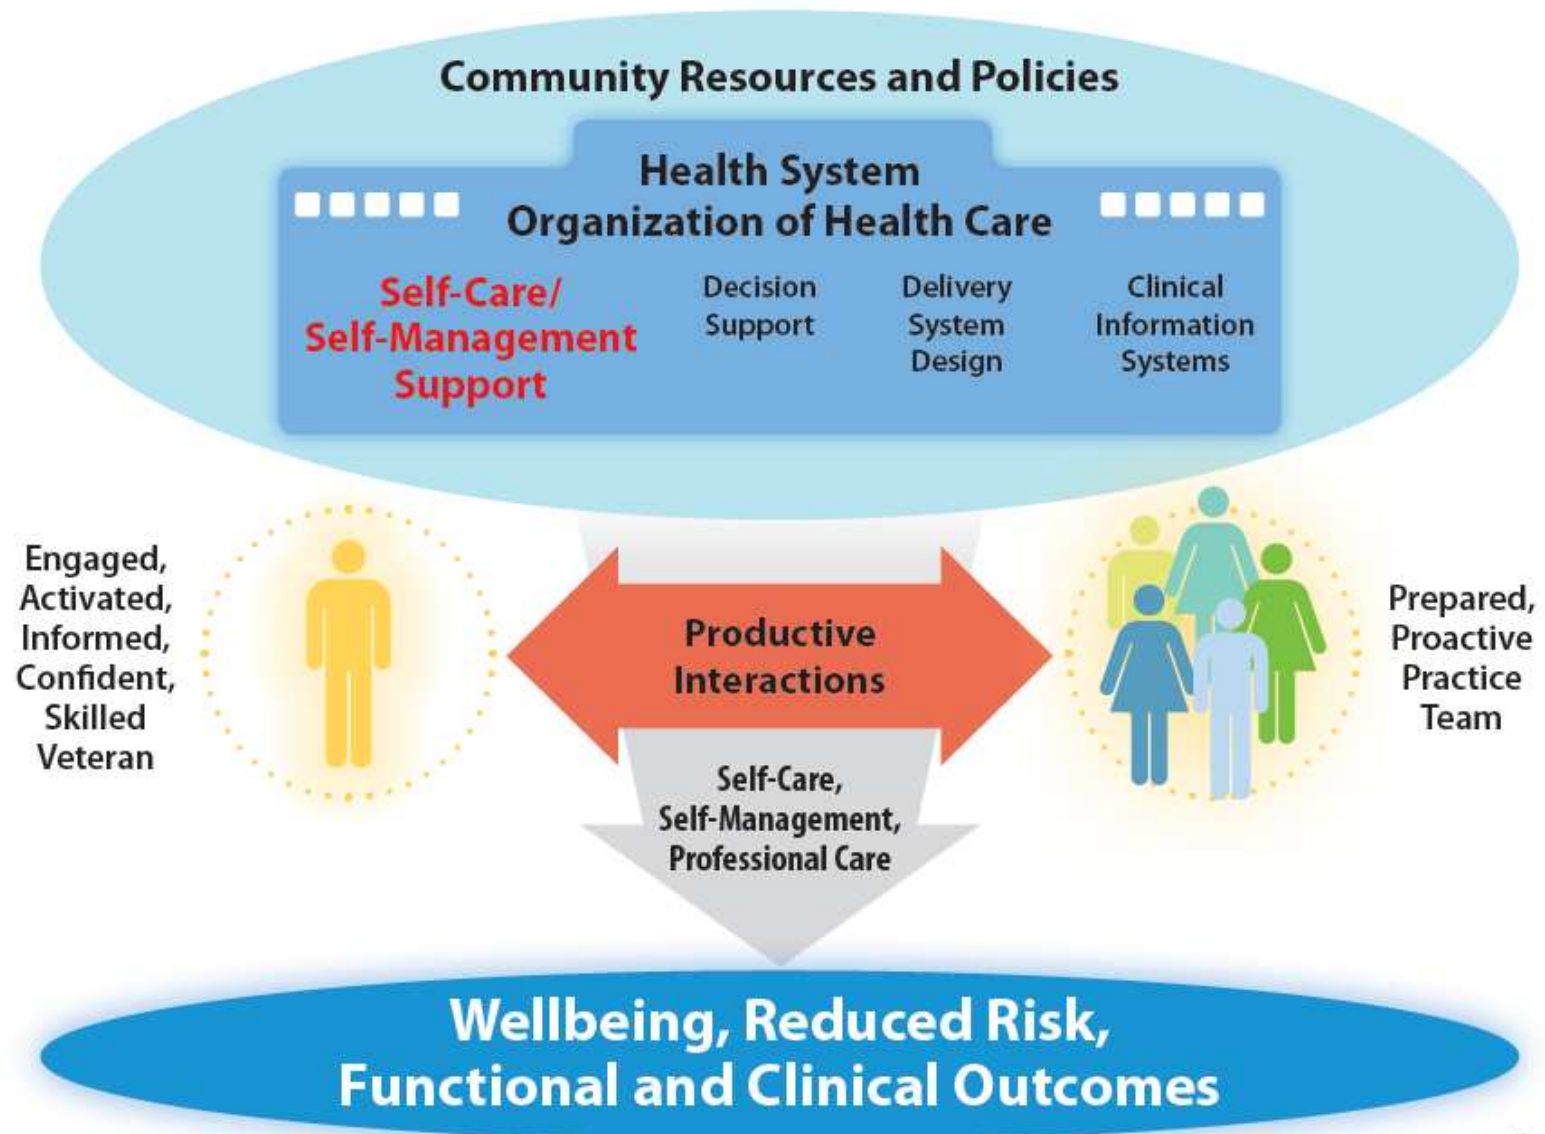 Community Resources and Policies
Health System
Organization of Health Care
Self-Care/
Self-Management
Support
Decision
Support
Delivery
System
Design
Clinical
Information
Systems
Engaged,
Activated,
Informed,
Confident,
Skilled
Veteran
Productive
Interactions
Prepared,
Proactive
Practice
Team
Self-Care,
Self-Management,
Professional Care
Wellbeing, Reduced Risk,
Functional and Clinical Outcomes